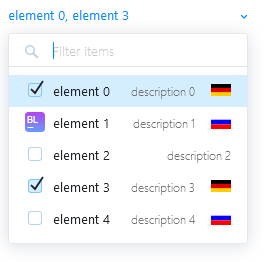 element 0, element 3
Filter items
element 0 description 0
BL element 1 description 1
element 2 description 2
element 3 description 3
element 4 description 4